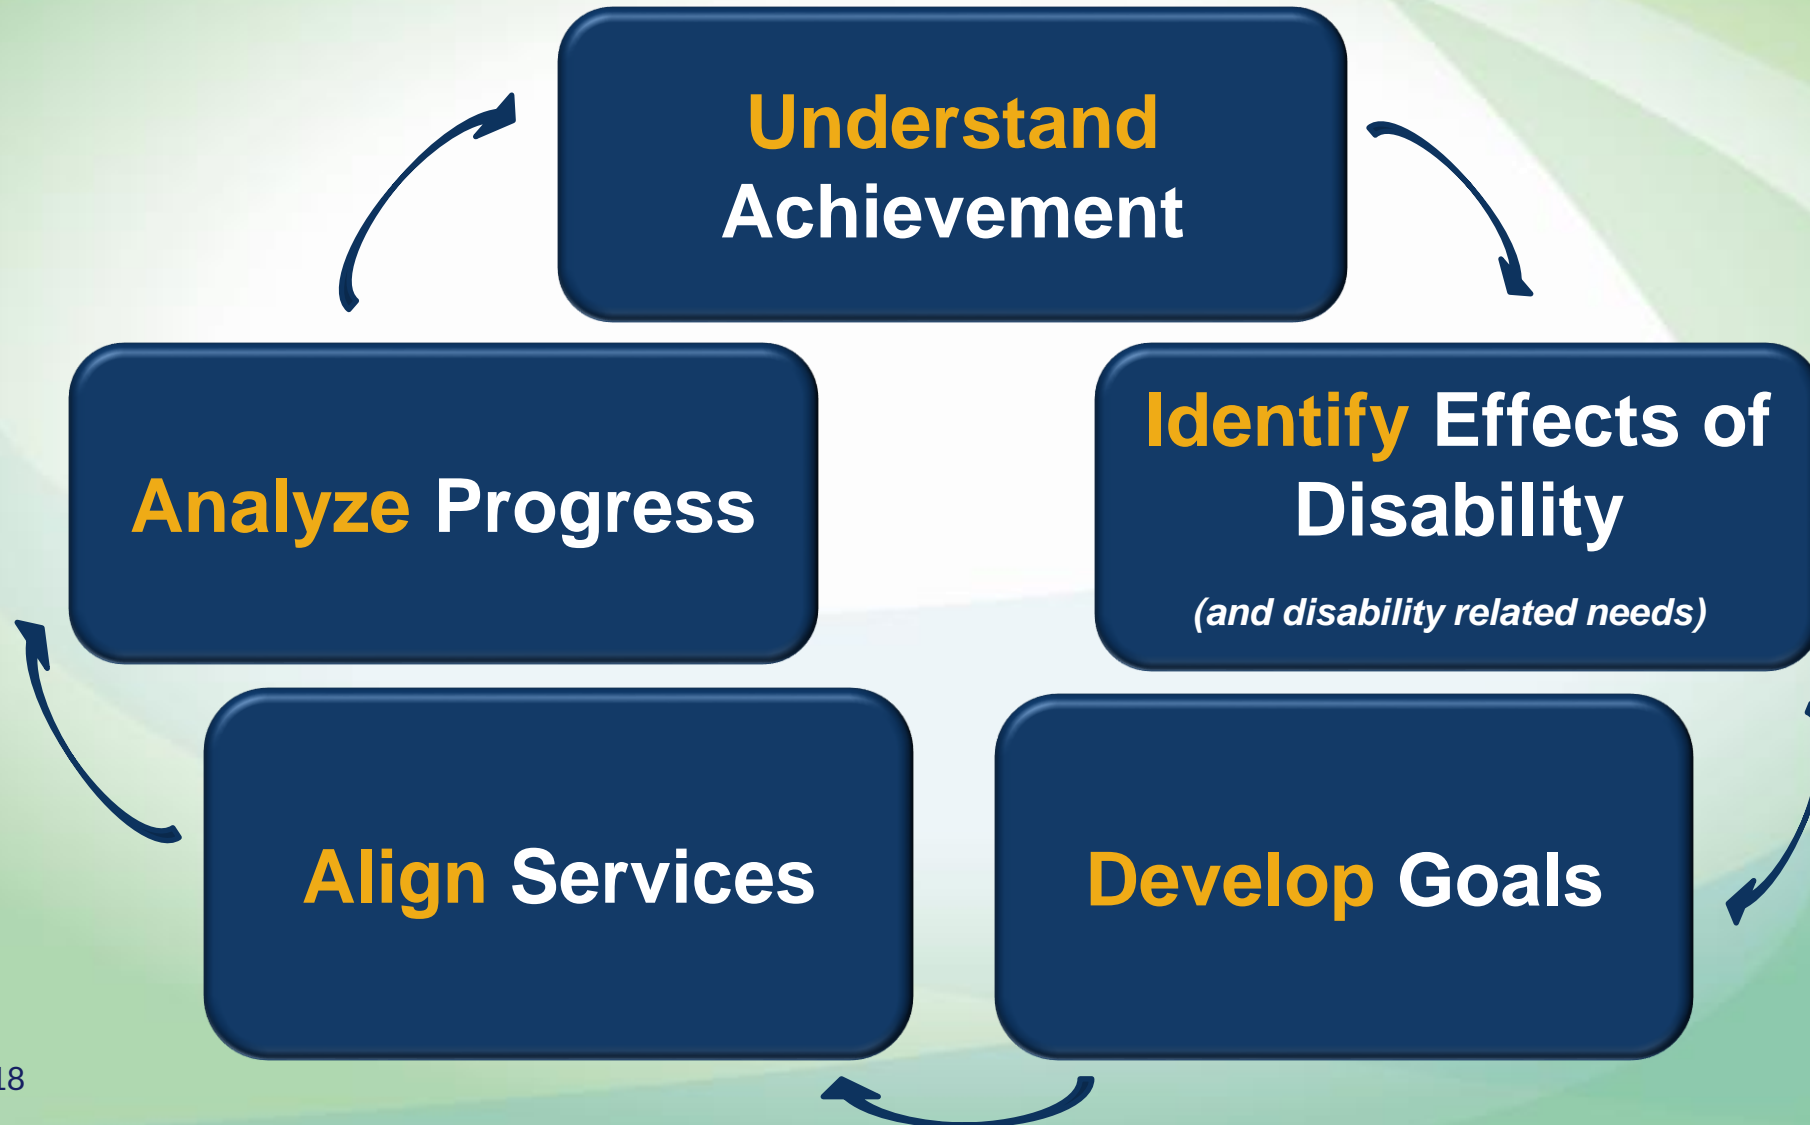 Understand
Achievement
Identify Effects of
Disability
(and disability related needs)
Analyze Progress
Align Services
Develop Goals
18